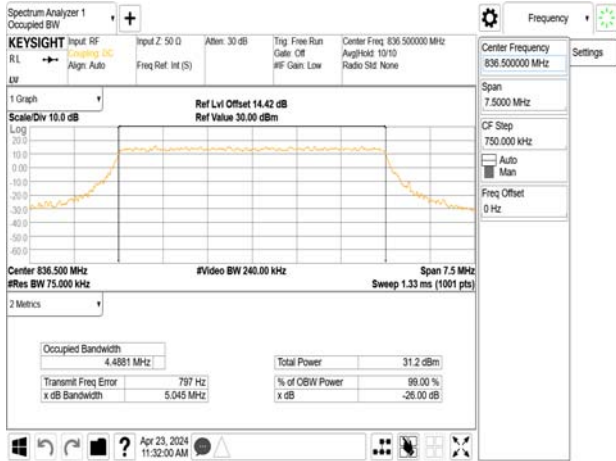 Spectrum Analyzer 1
Occupied BW
Frequency
KEYSIGHT
Input: RF
Coupling: DC
Align: Auto
Input Z: 50 Ω
Freq Ref: Int (S)
Atten: 30 dB
Trig: Free Run
Gate: Off
#IF Gain: Low
Center Freq: 836.500000 MHz
Avg|Hold: 10/10
Radio Std: None
RL
LW
Center Frequency
836.500000 MHz
Settings
Span
7.5000 MHz
CF Step
750.000 kHz
Auto
Man
Freq Offset
0 Hz
1 Graph
Scale/Div 10.0 dB
Ref Lvl Offset 14.42 dB
Ref Value 30.00 dBm
Log
20.0
10.0
0.00
-10.0
-20.0
-30.0
-40.0
-50.0
-60.0
Center 836.500 MHz
#Video BW 240.00 kHz
Span 7.5 MHz
#Res BW 75.000 kHz
Sweep 1.33 ms (1001 pts)
2 Metrics
Occupied Bandwidth
4.4881 MHz
Total Power
31.2 dBm
Transmit Freq Error
797 Hz
% of OBW Power
99.00 %
x dB Bandwidth
5.045 MHz
x dB
-26.00 dB
?
Apr 23, 2024
11:32:00 AM